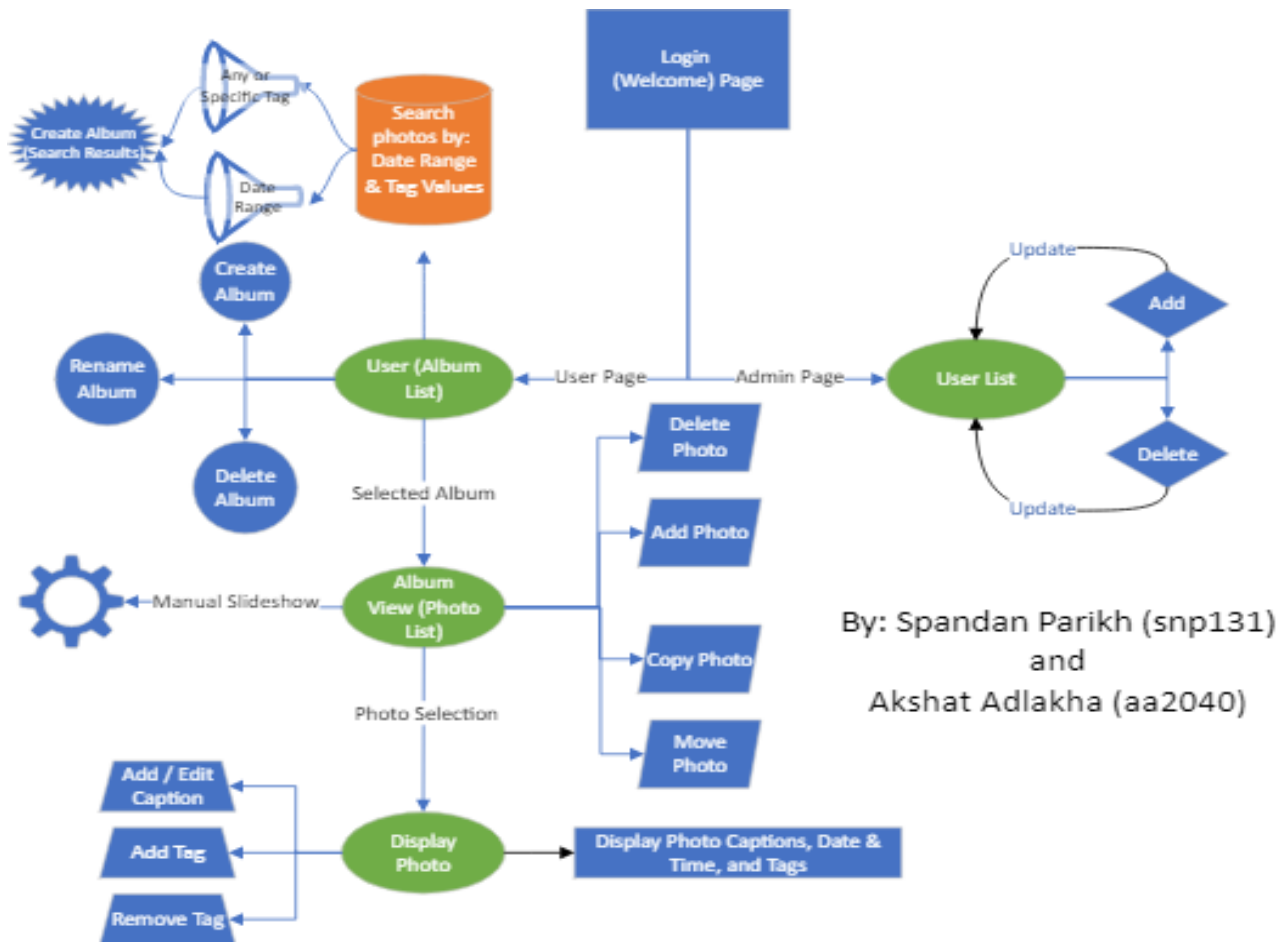 Login
(Welcome) Page
Any or
Specific Tag
Search
photos by:
Date Range
& Tag Values
Create Album
(Search Results)
Date
Range
Create
Album
Update
Add
Rename
Album
User (Album
List)
User Page
Admin Page
User List
Delete
Photo
Delete
Delete
Album
Selected Album
Update
Add Photo
Album
View (Photo
List)
Manual Slideshow
Copy Photo
By: Spandan Parikh (snp131)
and
Akshat Adlakha (aa2040)
Photo Selection
Move
Photo
Add / Edit
Caption
Add Tag
Remove Tag
Display
Photo
Display Photo Captions, Date &
Time, and Tags